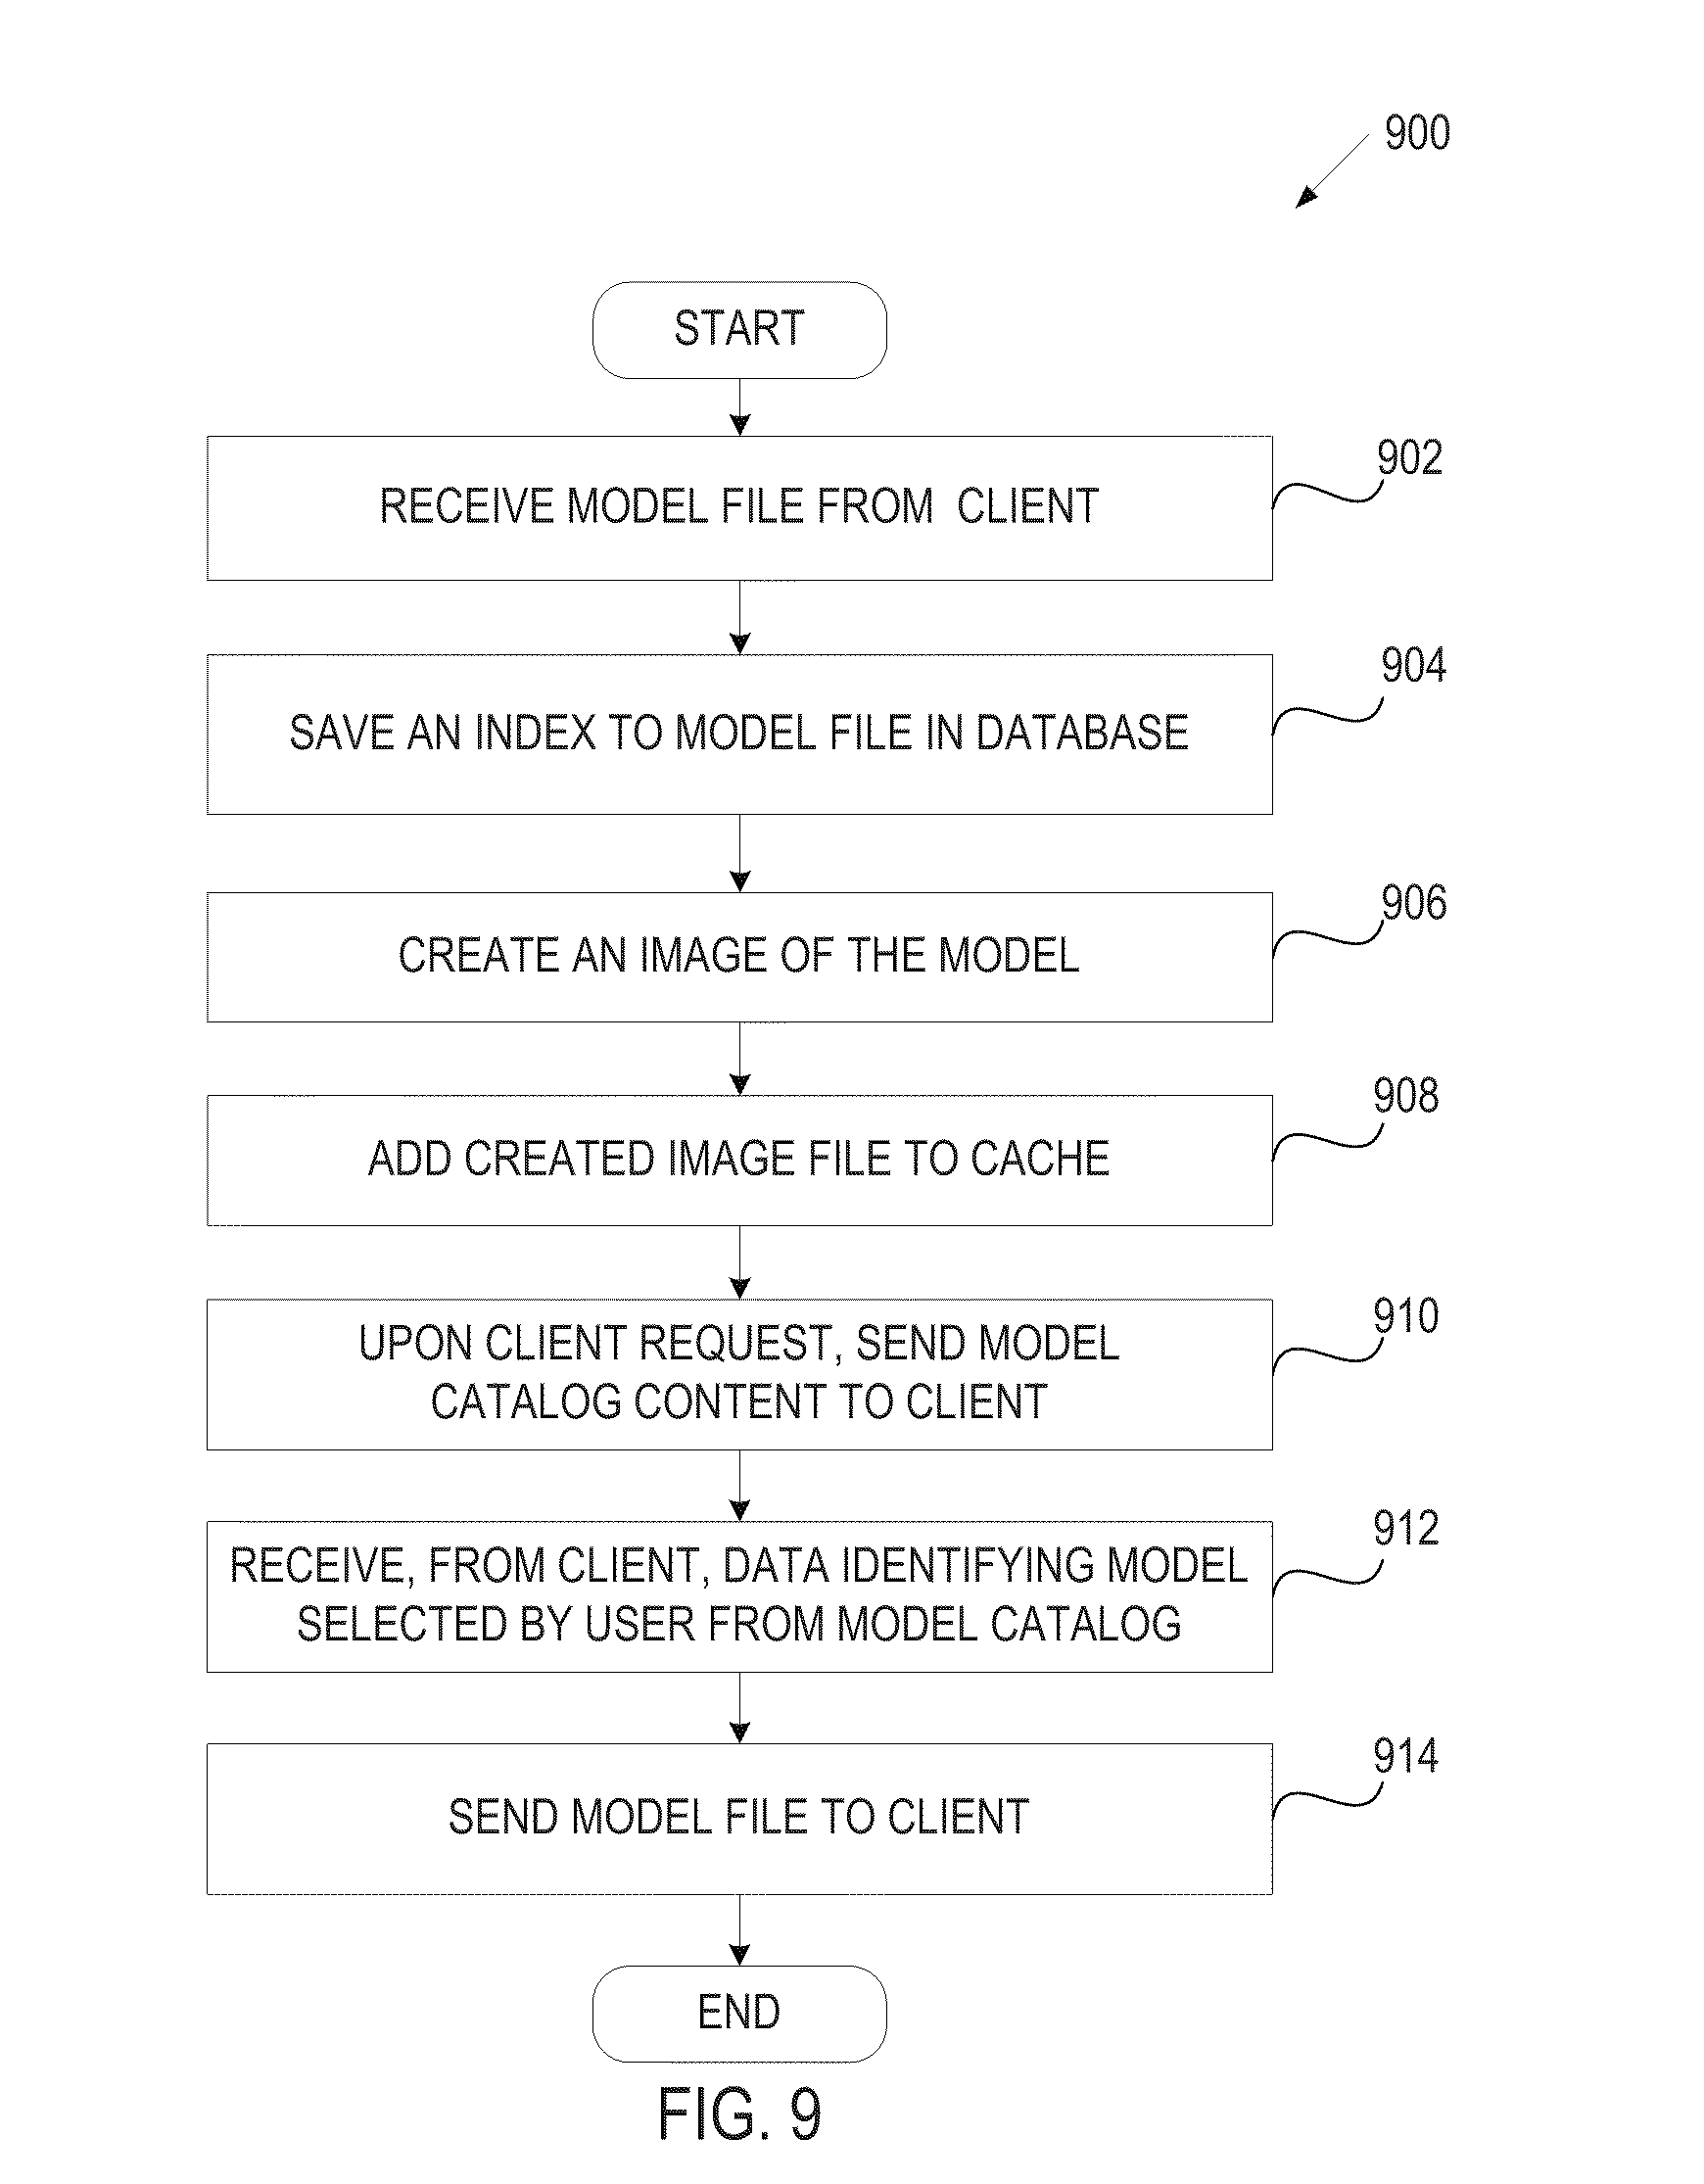 900
START
RECEIVE MODEL FILE FROM CLIENT
902
SAVE AN INDEX TO MODEL FILE IN DATABASE
904
CREATE AN IMAGE OF THE MODEL
906
ADD CREATED IMAGE FILE TO CACHE
908
UPON CLIENT REQUEST, SEND MODEL
CATALOG CONTENT TO CLIENT
910
RECEIVE, FROM CLIENT, DATA IDENTIFYING MODEL
SELECTED BY USER FROM MODEL CATALOG
912
SEND MODEL FILE TO CLIENT
914
END
FIG. 9